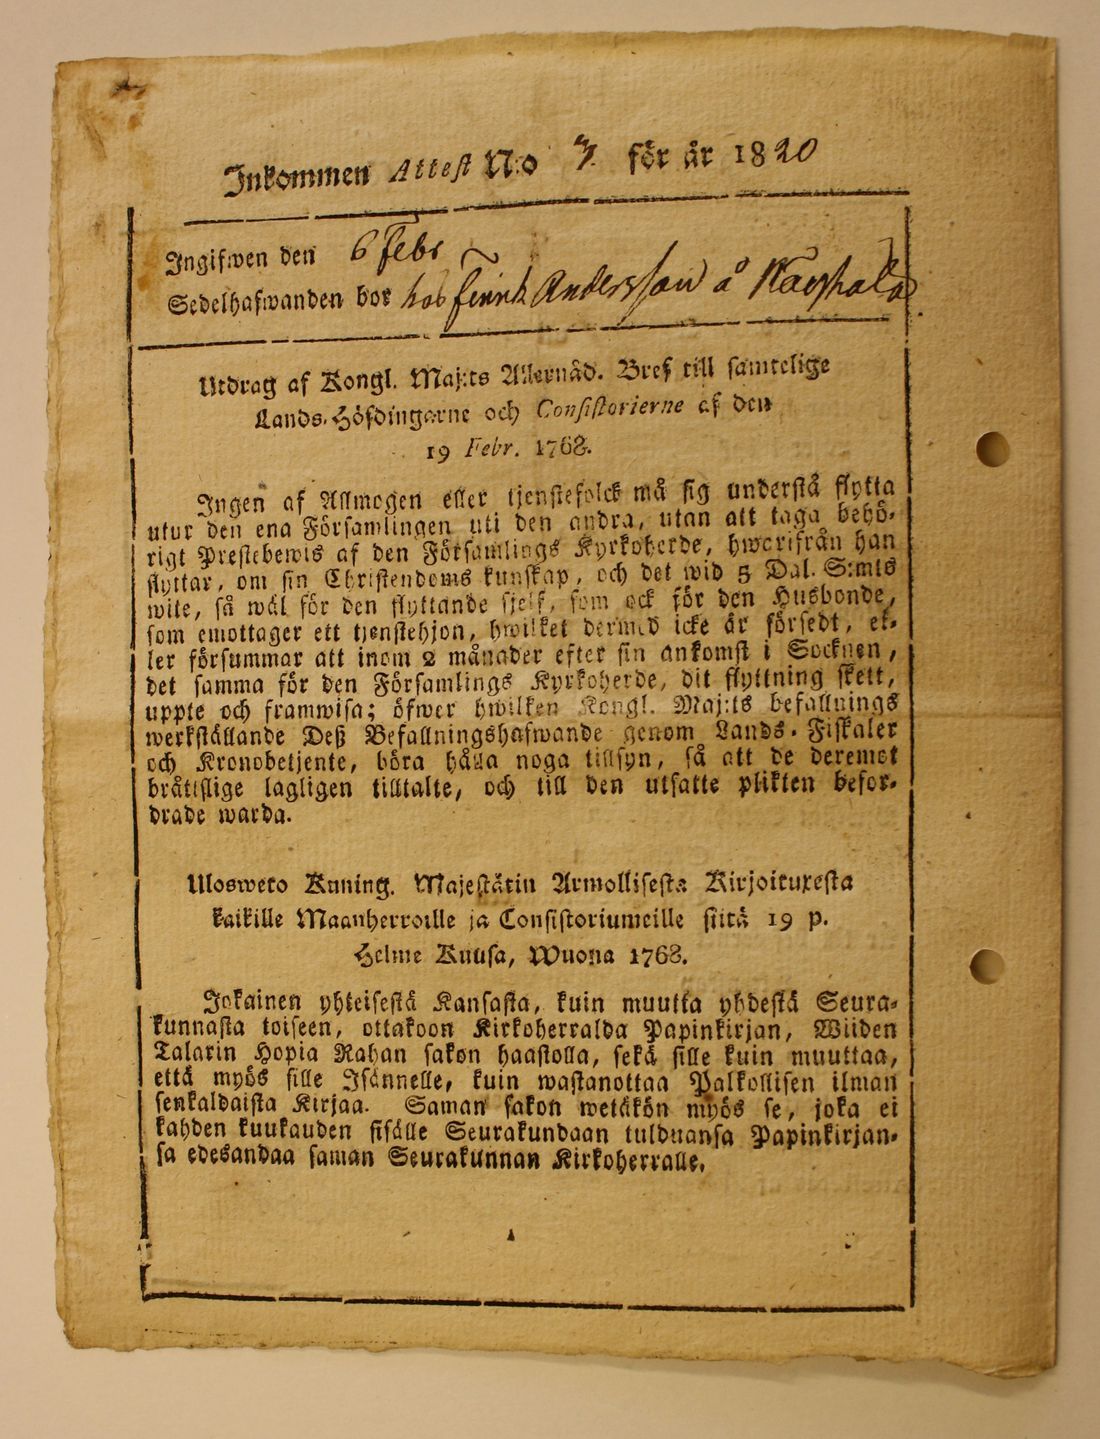 Inkommen Attest N:o 7. för år 1820
Ingifwen den 6 Febr
Sedelhafwanden bor hos Andersson å
Utdrag af Kongl. Maj:ts Allernåd. Bref till samtelige
Lands-Höfdingarne och Consistorierne af den
19 Febr. 1768.
Ingen af Allmogen eller tjenstefolck må sig understå flytta
utur den ena Församlingen uti den andra, utan att taga behö-
rigt Prestebewis af den Församlings Kyrkoherde, hwarifrån han
flyttar, om sin Christendoms kunskap, och det wid 5 Dal. S:mts
wite, så wäl för den flyttande sjelf, som ock för den Husbonde,
som emottager ett tjenstehjon, hwilket dermed icke är försedt, el-
ler försummar att inom 2 månader efter sin ankomst i Socknen,
det samma för den Församlings Kyrkoherde, dit flyttning skett,
uppte och framwisa; öfwer hwilken Kongl. Maj:ts befallnings
werkställande Deß Befallningshafwande genom Lands-Fiskaler
och Kronobetjente, böra hålla noga tillsyn, så att de deremot
bråttslige lagligen tilltalte, och till den utsatte plikten befor-
drade warda.
Ulosweto Kuning. Majestätin Armollisesta Kirjoituxesta
kaikille Maanherroille ja Consistoriumeille siitä 19 p.
Helme Kuusa, Wuona 1768.
Jokainen yhteisestä Kansasta, kuin muutta yhdestä Seura-
kunnasta toiseen, ottakoon Kirkoherralda Papinkirjan, Wiiden
Talarin Hopia Rahan sakon haastolla, sekä sille kuin muuttaa,
että myös sille Isännelle, kuin wastanottaa Palkollisen ilman
senkaldaista Kirjaa. Saman sakon wetäkön myös se, joka ei
kahden kuukauden sisälle Seurakundaan tulduansa Papinkirjan-
sa edesandaa saman Seurakunnan Kirkoherralle.